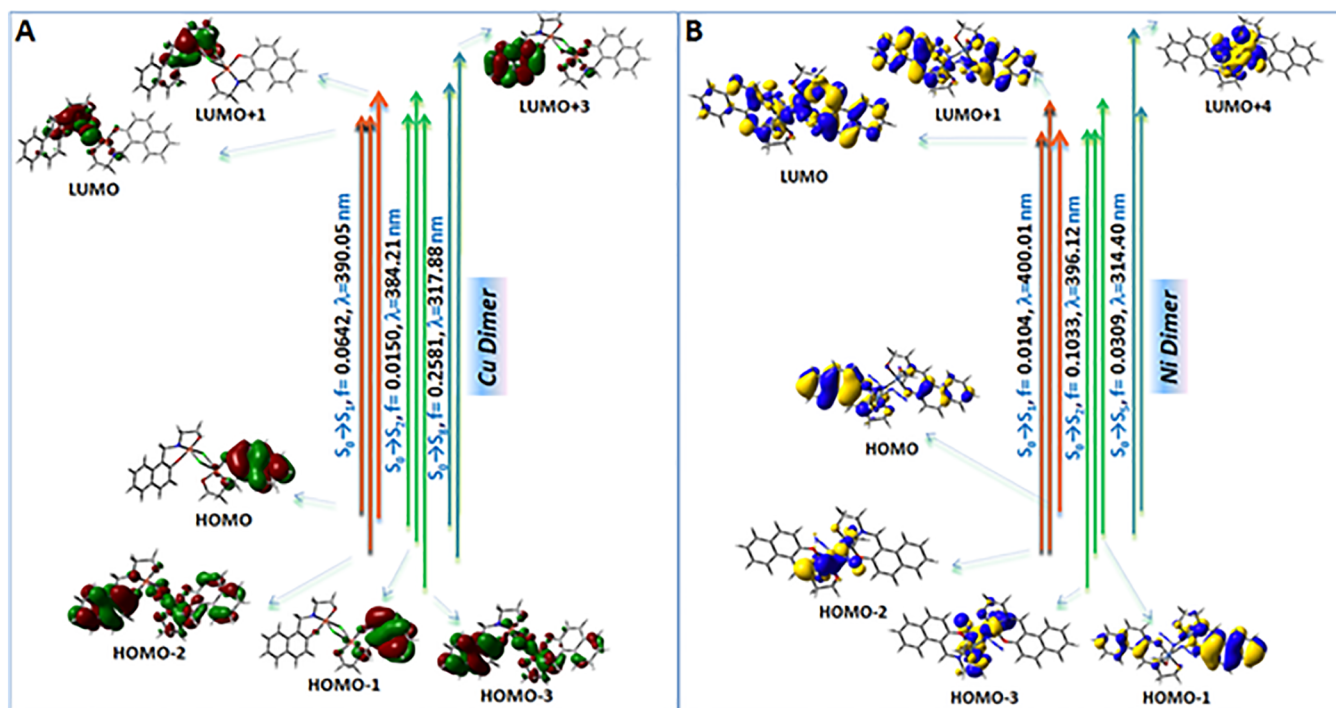 A
LUMO+1
LUMO
LUMO+3
S₀→S₁, f= 0.0642, λ=390.05 nm
S₀→S₂, f= 0.0150, λ=384.21 nm
S₀→S₈, f= 0.2581, λ=317.88 nm
Cu Dimer
HOMO
HOMO-2
HOMO-1
HOMO-3
B
LUMO+1
LUMO
LUMO+4
S₀→S₁, f= 0.0104, λ=400.01 nm
S₀→S₂, f= 0.1033, λ=396.12 nm
S₀→S₅, f= 0.0309, λ=314.40 nm
Ni Dimer
HOMO
HOMO-2
HOMO-3
HOMO-1